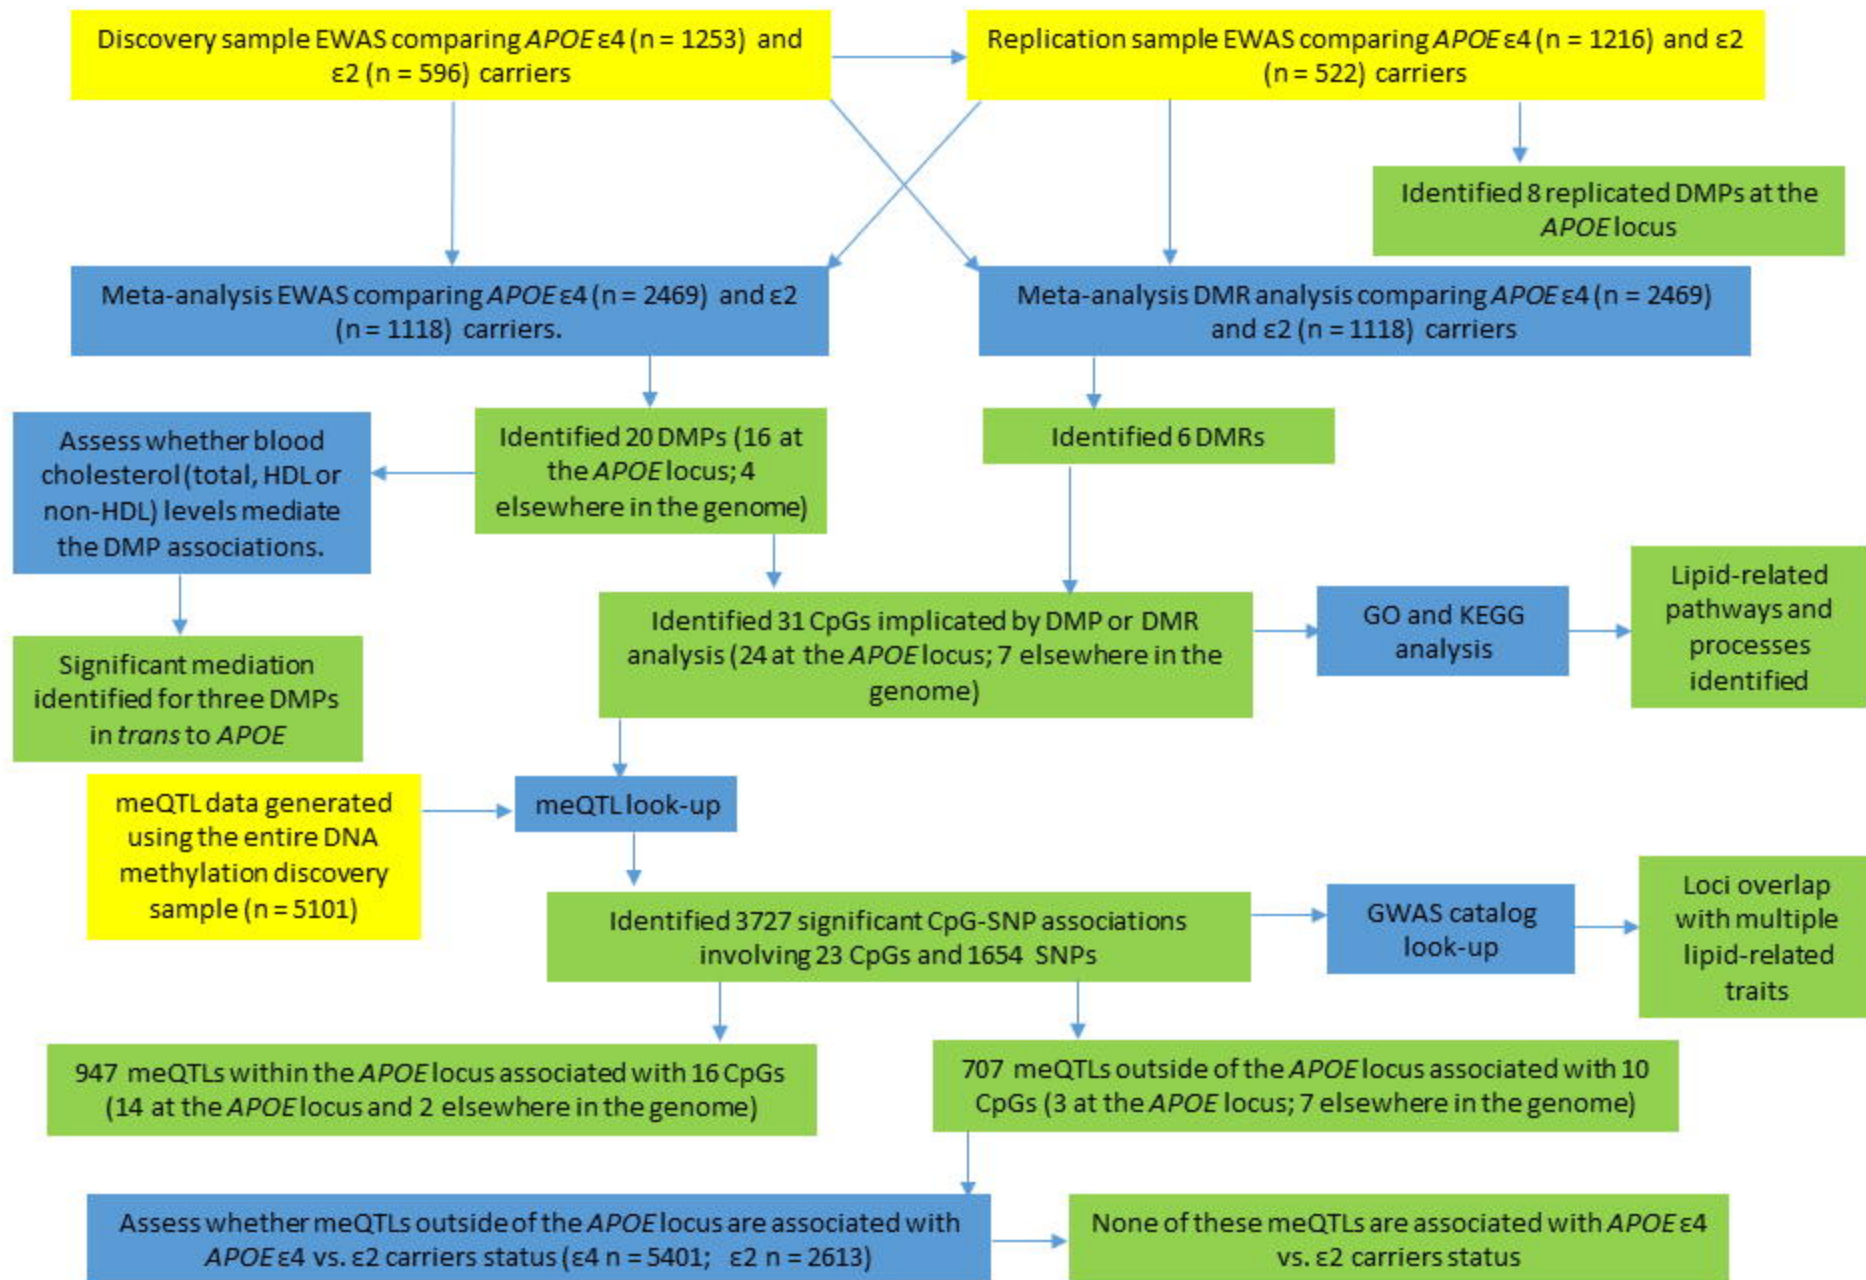 Discovery sample EWAS comparing APOE ε4 (n = 1253) and
ε2 (n = 596) carriers
Replication sample EWAS comparing APOE ε4 (n = 1216) and ε2
(n = 522) carriers
Identified 8 replicated DMPs at the
APOE locus
Meta-analysis EWAS comparing APOE ε4 (n = 2469) and ε2
(n = 1118) carriers.
Meta-analysis DMR analysis comparing APOE ε4 (n = 2469)
and ε2 (n = 1118) carriers
Assess whether blood
cholesterol (total, HDL or
non-HDL) levels mediate
the DMP associations.
Identified 20 DMPs (16 at
the APOE locus; 4
elsewhere in the genome)
Identified 6 DMRs
Significant mediation
identified for three DMPs
in trans to APOE
Identified 31 CpGs implicated by DMP or DMR
analysis (24 at the APOE locus; 7 elsewhere in the
genome)
GO and KEGG
analysis
Lipid-related
pathways and
processes
identified
meQTL data generated
using the entire DNA
methylation discovery
sample (n = 5101)
meQTL look-up
Identified 3727 significant CpG-SNP associations
involving 23 CpGs and 1654 SNPs
GWAS catalog
look-up
Loci overlap
with multiple
lipid-related
traits
947 meQTLs within the APOE locus associated with 16 CpGs
(14 at the APOE locus and 2 elsewhere in the genome)
707 meQTLs outside of the APOE locus associated with 10
CpGs (3 at the APOE locus; 7 elsewhere in the genome)
Assess whether meQTLs outside of the APOE locus are associated with
APOE ε4 vs. ε2 carriers status (ε4 n = 5401; ε2 n = 2613)
None of these meQTLs are associated with APOE ε4
vs. ε2 carriers status